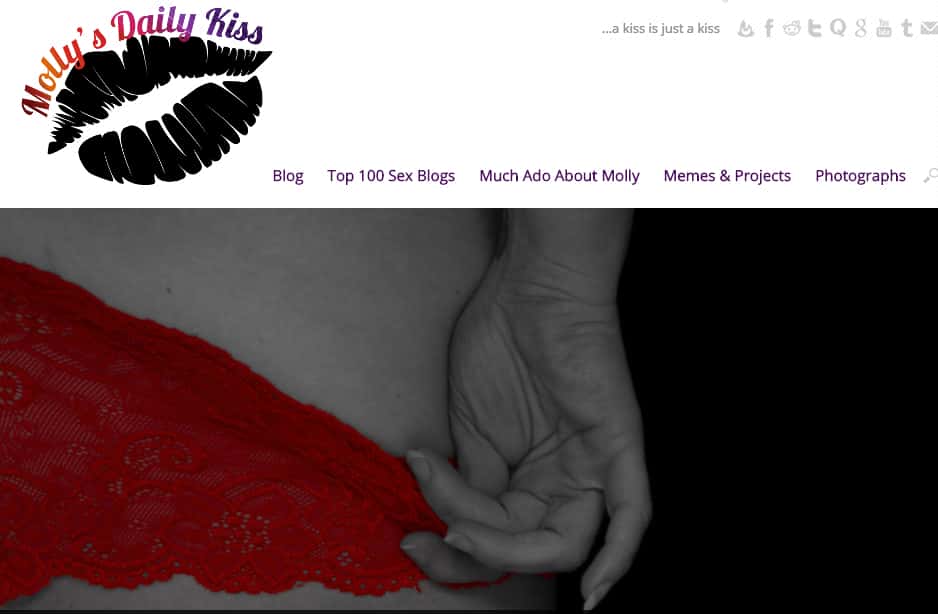 Molly's Daily Kiss
...a kiss is just a kiss
Blog
Top 100 Sex Blogs
Much Ado About Molly
Memes & Projects
Photographs